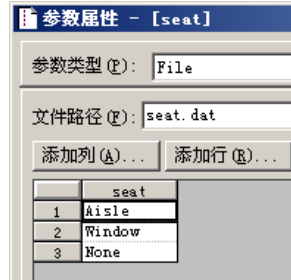 参数属性 - [seat]
参数类型(P): File
文件路径(F): seat.dat
添加列(A)... 添加行(R)...
seat
1 Aisle
2 Window
3 None